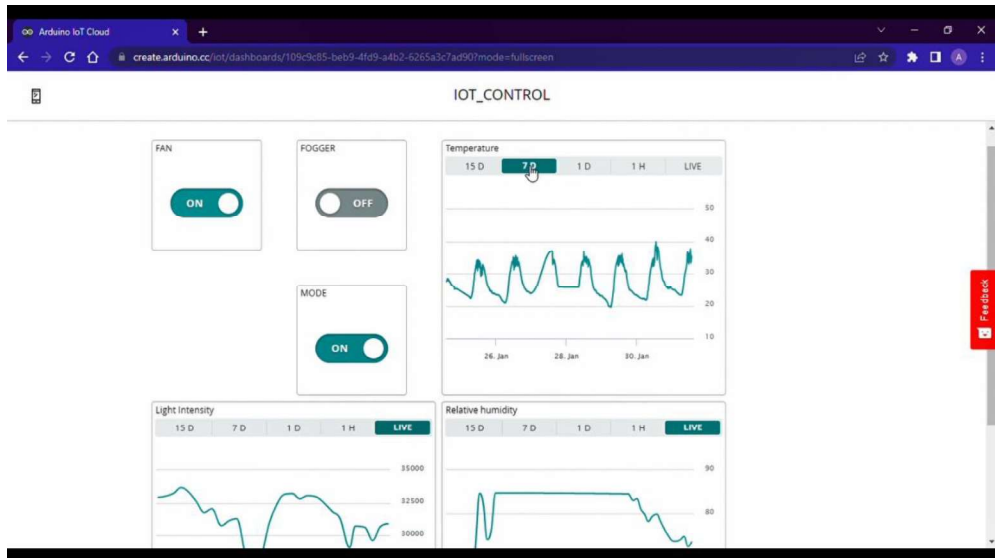 Arduino IoT Cloud
create.arduino.cc/iot/dashboards/109c9c85-beb9-4fd9-a4b2-6265a3c7ad90?mode=fullscreen
A
IOT_CONTROL
FAN
ON
FOGGER
OFF
MODE
ON
Temperature
15 D 7 D 1 D 1 H LIVE
50
40
30
20
10
26. Jan 28. Jan 30. Jan
Feedback
Light Intensity
15 D 7 D 1 D 1 H LIVE
35000
32500
30000
Relative humidity
15 D 7 D 1 D 1 H LIVE
90
80